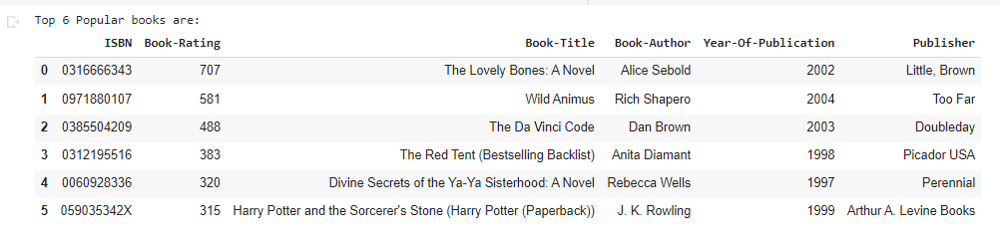 Top 6 Popular books are:
ISBN Book-Rating Book-Title Book-Author Year-Of-Publication Publisher
0 0316666343 707 The Lovely Bones: A Novel Alice Sebold 2002 Little, Brown
1 0971880107 581 Wild Animus Rich Shapero 2004 Too Far
2 0385504209 488 The Da Vinci Code Dan Brown 2003 Doubleday
3 0312195516 383 The Red Tent (Bestselling Backlist) Anita Diamant 1998 Picador USA
4 0060928336 320 Divine Secrets of the Ya-Ya Sisterhood: A Novel Rebecca Wells 1997 Perennial
5 059035342X 315 Harry Potter and the Sorcerer's Stone (Harry Potter (Paperback)) J. K. Rowling 1999 Arthur A. Levine Books